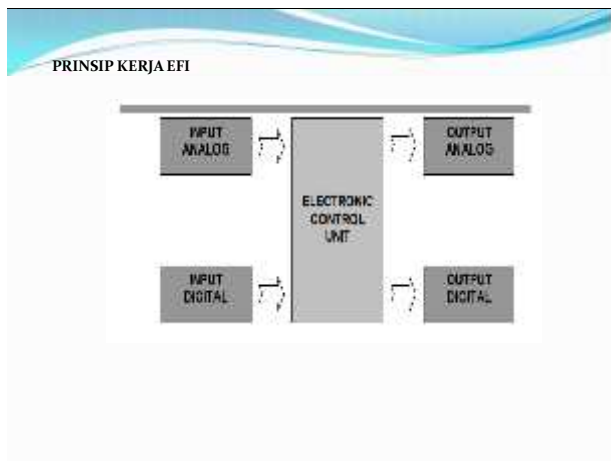 PRINSIP KERJA EFI
INPUT
ANALOG
OUTPUT
ANALOG
ELECTRONIC
CONTROL
UNIT
INPUT
DIGITAL
OUTPUT
DIGITAL